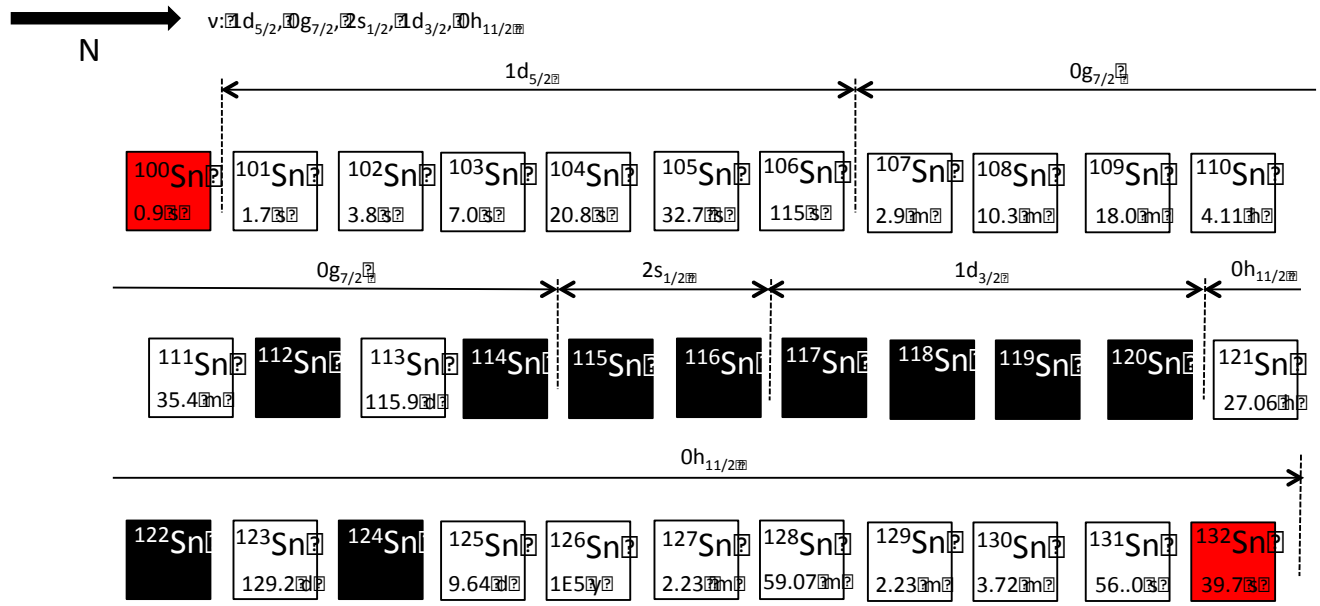 ν: 1d5/2, 0g7/2, 2s1/2, 1d3/2, 0h11/2
N
1d5/2 0g7/2
100Sn 101Sn 102Sn 103Sn 104Sn 105Sn 106Sn 107Sn 108Sn 109Sn 110Sn
0.9 s 1.7 s 3.8 s 7.0 s 20.8 s 32.7 s 115 s 2.9 m 10.3 m 18.0 m 4.11 h
0g7/2 2s1/2 1d3/2 0h11/2
111Sn 112Sn 113Sn 114Sn 115Sn 116Sn 117Sn 118Sn 119Sn 120Sn 121Sn
35.4 m 115.9 d 27.06 h
0h11/2
122Sn 123Sn 124Sn 125Sn 126Sn 127Sn 128Sn 129Sn 130Sn 131Sn 132Sn
129.2 d 9.64 d 1E5 y 2.23 m 59.07 m 2.23 m 3.72 m 56..0 s 39.7 s